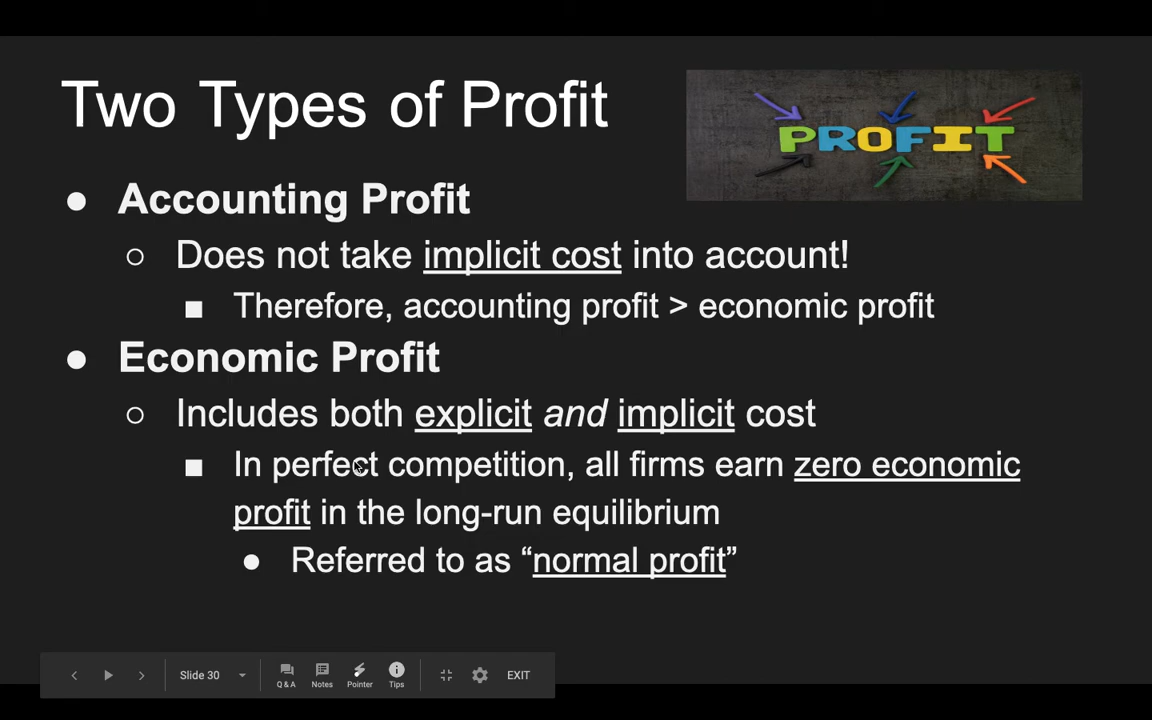 Two Types of Profit
PROFIT
● Accounting Profit
○ Does not take implicit cost into account!
■ Therefore, accounting profit > economic profit
● Economic Profit
○ Includes both explicit and implicit cost
■ In perfect competition, all firms earn zero economic
profit in the long-run equilibrium
● Referred to as “normal profit”
Slide 30
Q & A
Notes
Pointer
Tips
EXIT